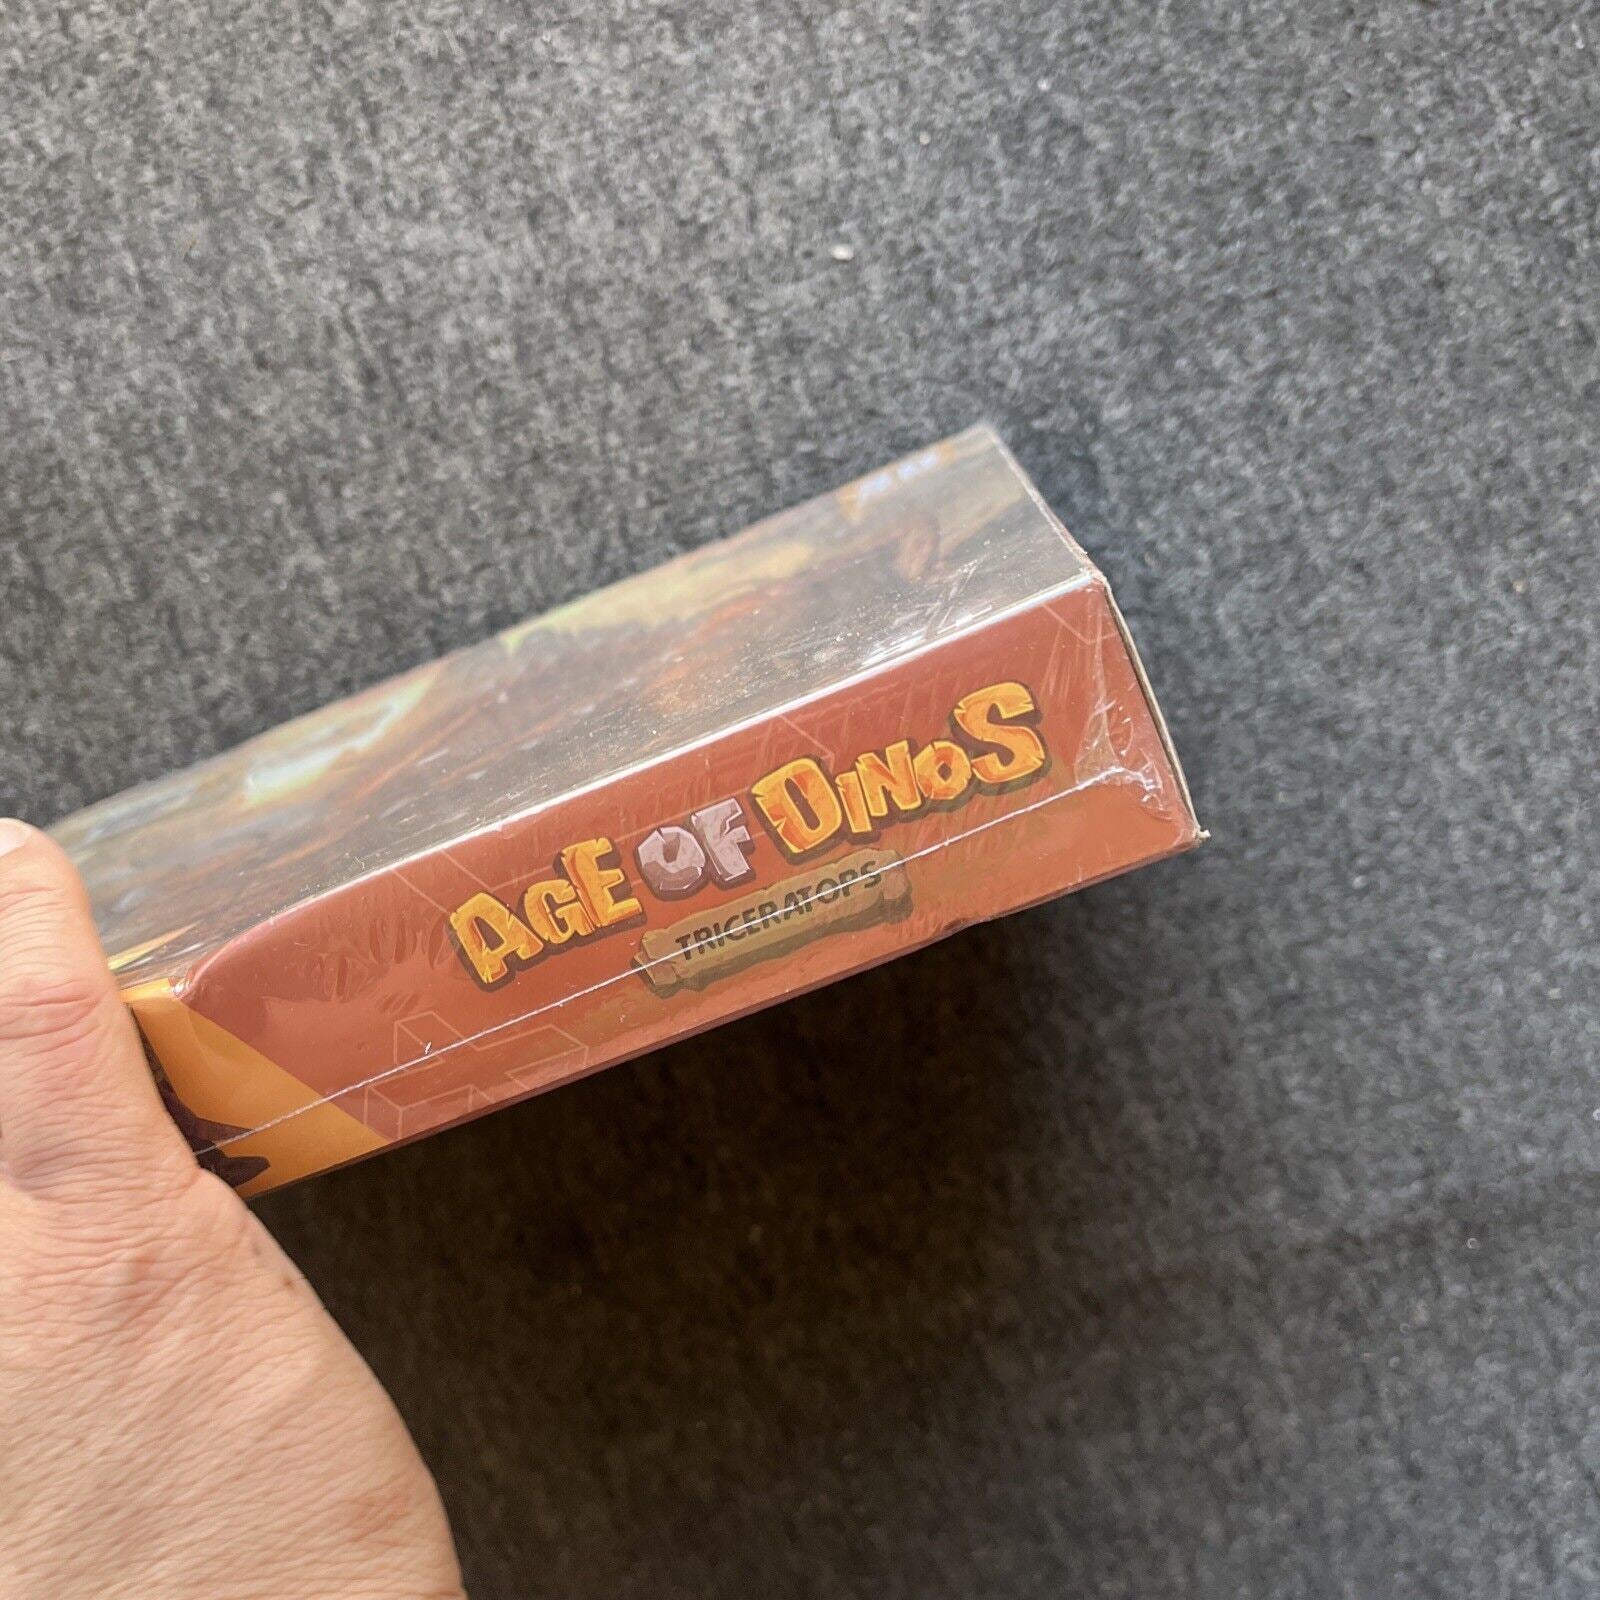 AGE OF DINOS
TRICERATOPS